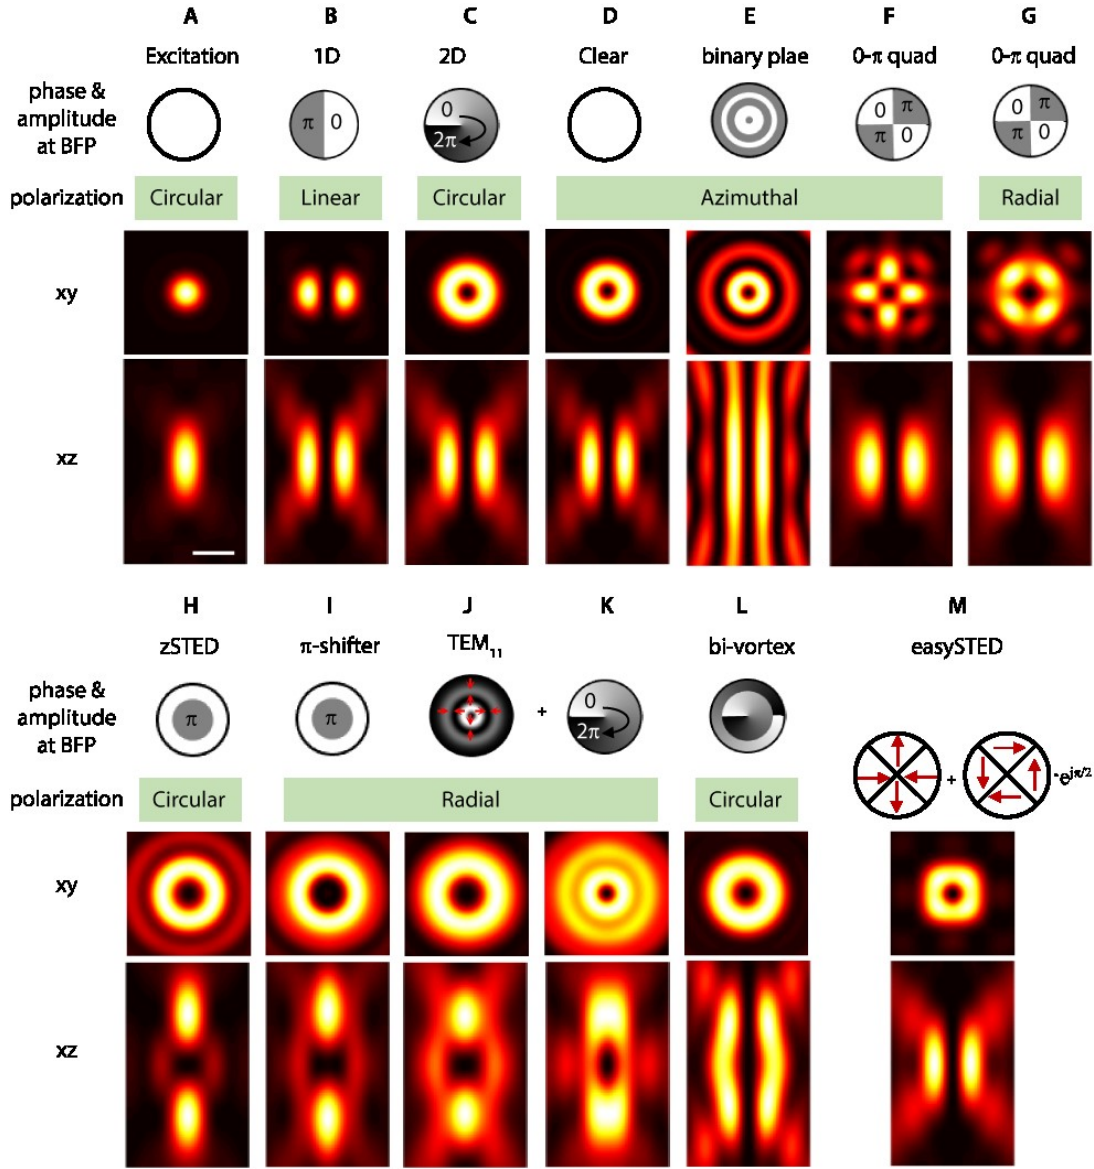 A B C D E F G
Excitation 1D 2D Clear binary plae 0-π quad 0-π quad
phase &
amplitude
at BFP
π 0
0
2π
0 π
π 0
0 π
π 0
polarization Circular Linear Circular Azimuthal Radial
xy
xz
H I J K L M
zSTED π-shifter TEM₁₁ bi-vortex easySTED
phase &
amplitude
at BFP
π π + 0
2π
+ ·e^jπ/2
polarization Circular Radial Circular
xy
xz